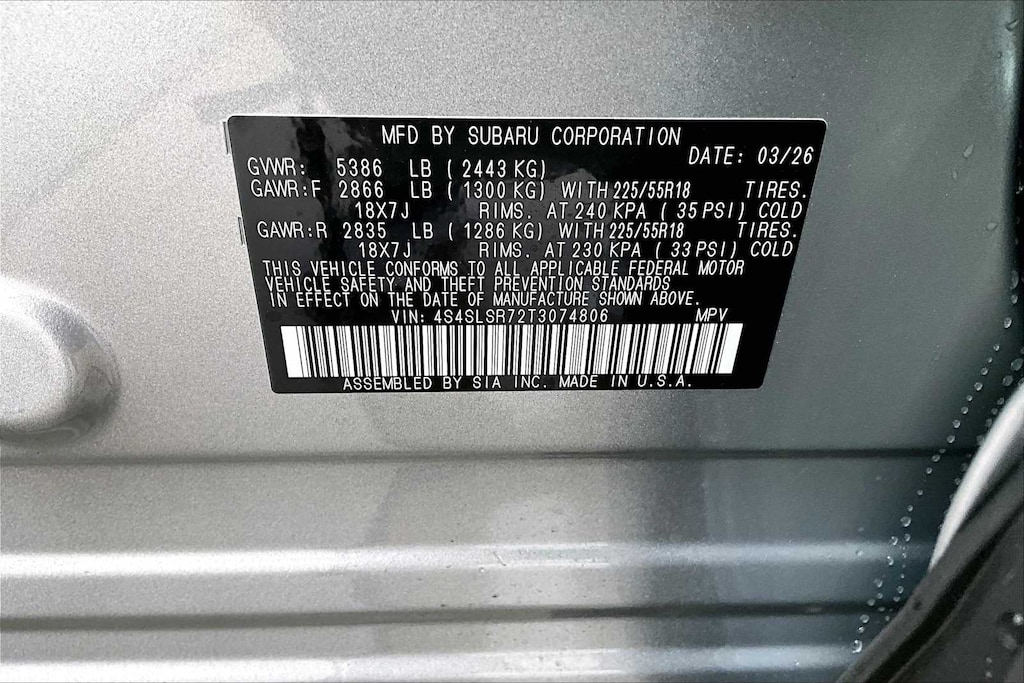 MFD BY SUBARU CORPORATION
DATE: 03/26
GVWR: 5386 LB ( 2443 KG)
GAWR:F 2866 LB ( 1300 KG) WITH 225/55R18 TIRES.
18X7J RIMS. AT 240 KPA ( 35 PSI) COLD
GAWR:R 2835 LB ( 1286 KG) WITH 225/55R18 TIRES.
18X7J RIMS. AT 230 KPA ( 33 PSI) COLD
THIS VEHICLE CONFORMS TO ALL APPLICABLE FEDERAL MOTOR
VEHICLE SAFETY AND THEFT PREVENTION STANDARDS
IN EFFECT ON THE DATE OF MANUFACTURE SHOWN ABOVE.
VIN: 4S4SLSR72T3074806 MPV
ASSEMBLED BY SIA INC. MADE IN U.S.A.